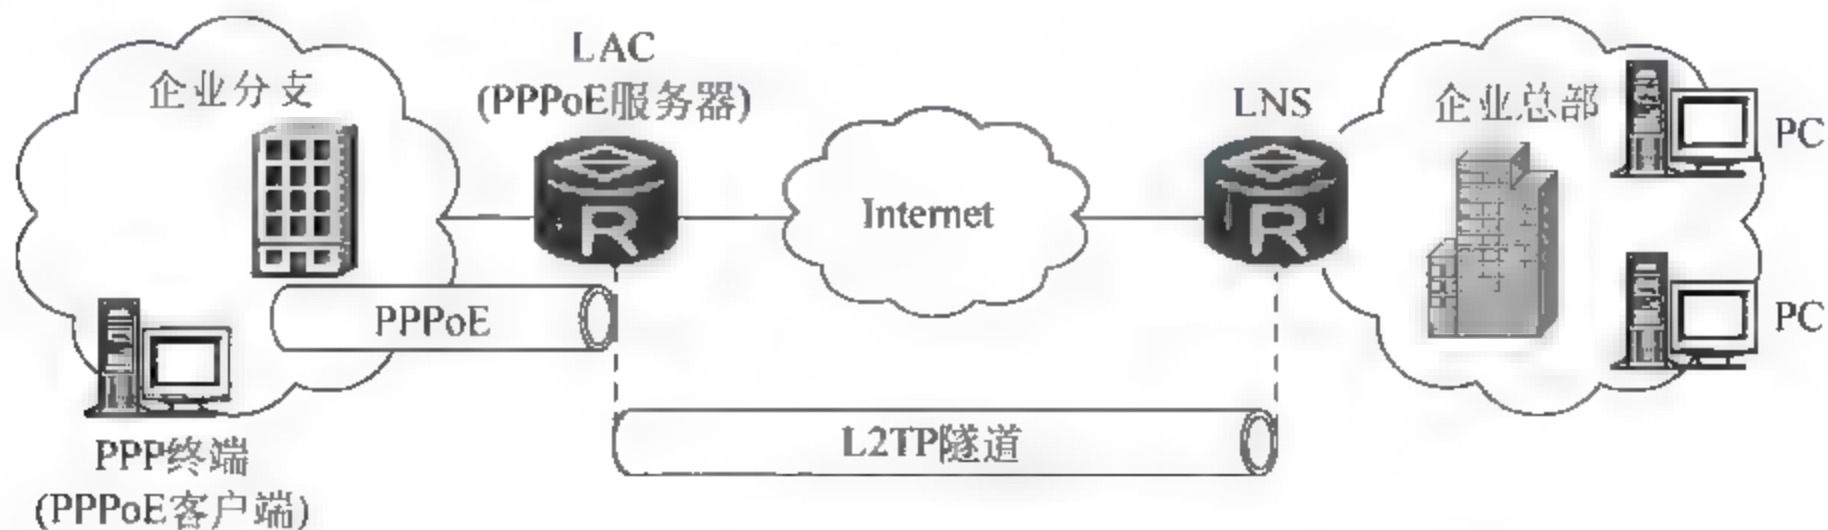 企业分支
LAC
(PPPoE服务器)
LNS
企业总部
PC
R
Internet
R
PPPoE
PC
L2TP隧道
PPP终端
(PPPoE客户端)